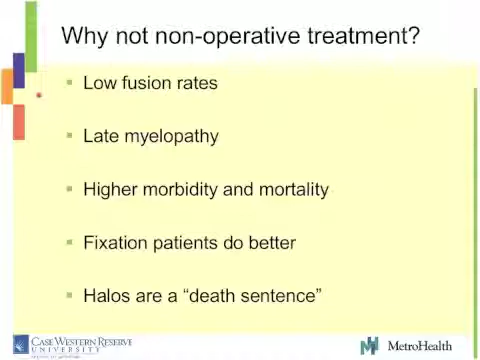 Why not non-operative treatment?
Low fusion rates
Late myelopathy
Higher morbidity and mortality
Fixation patients do better
Halos are a “death sentence”
CASE WESTERN RESERVE
UNIVERSITY
MetroHealth